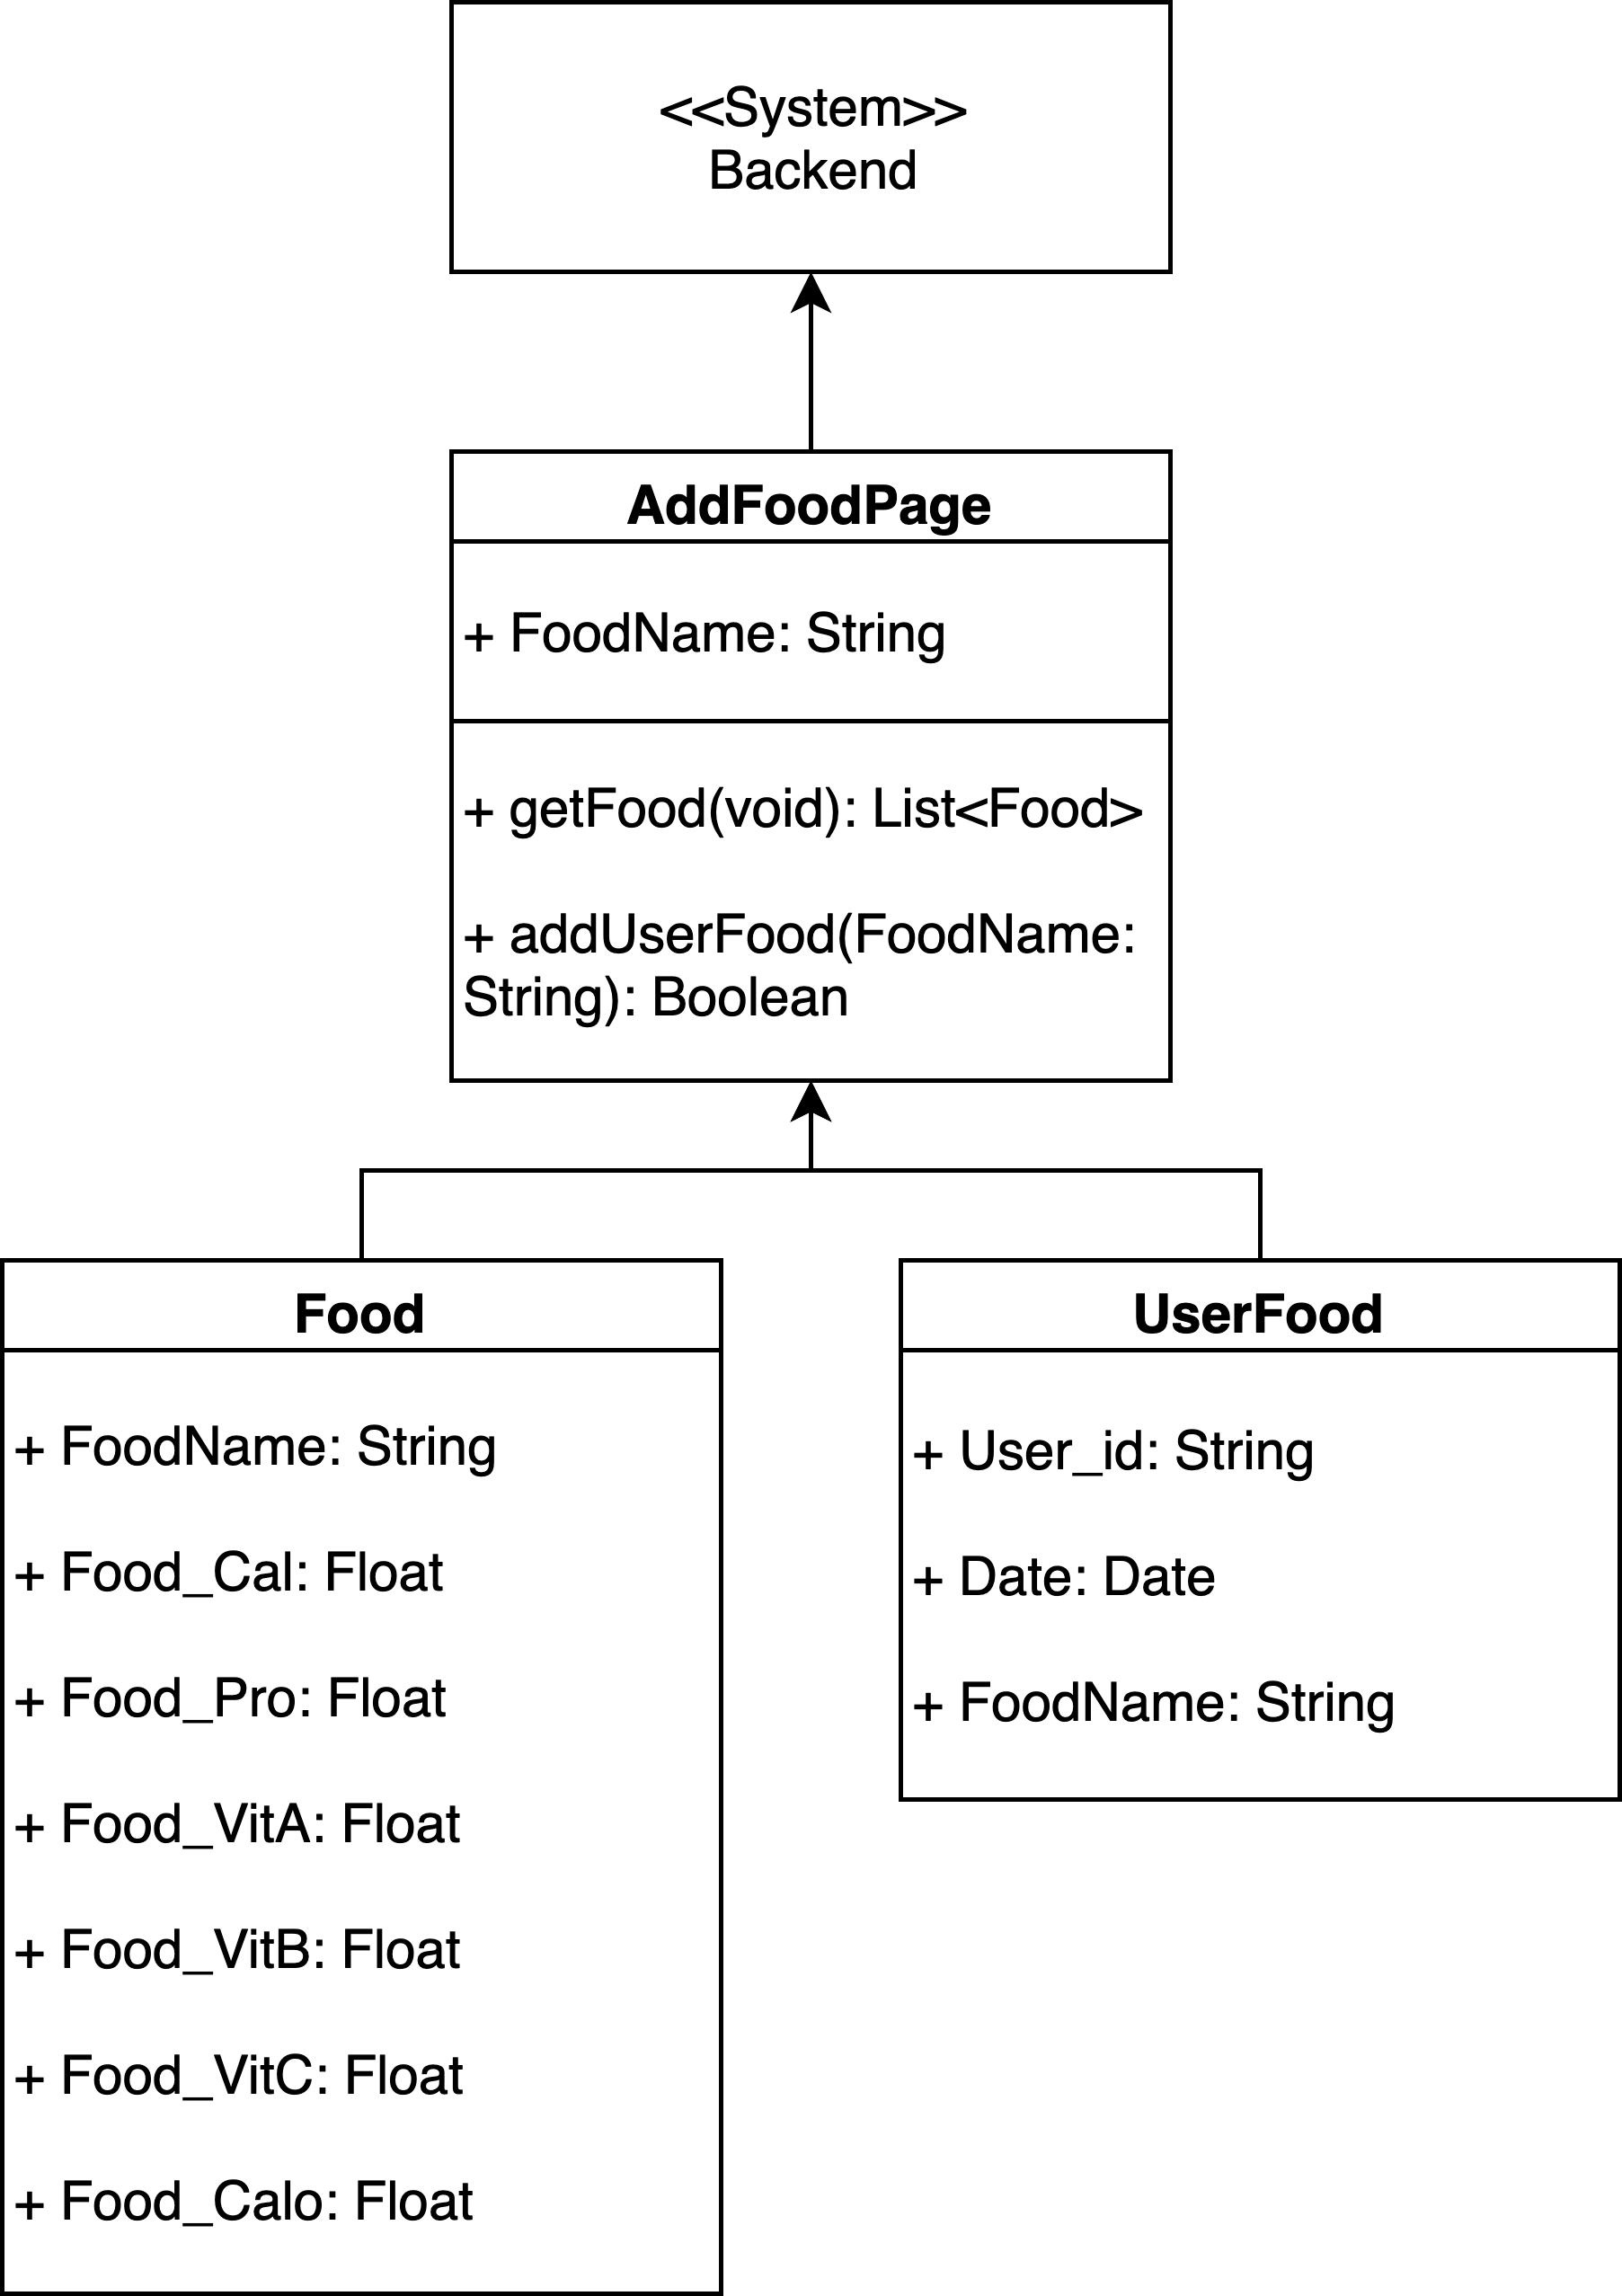 <<System>>
Backend
AddFoodPage
+ FoodName: String
+ getFood(void): List<Food>
+ addUserFood(FoodName:
String): Boolean
Food
+ FoodName: String
+ Food_Cal: Float
+ Food_Pro: Float
+ Food_VitA: Float
+ Food_VitB: Float
+ Food_VitC: Float
+ Food_Calo: Float
UserFood
+ User_id: String
+ Date: Date
+ FoodName: String